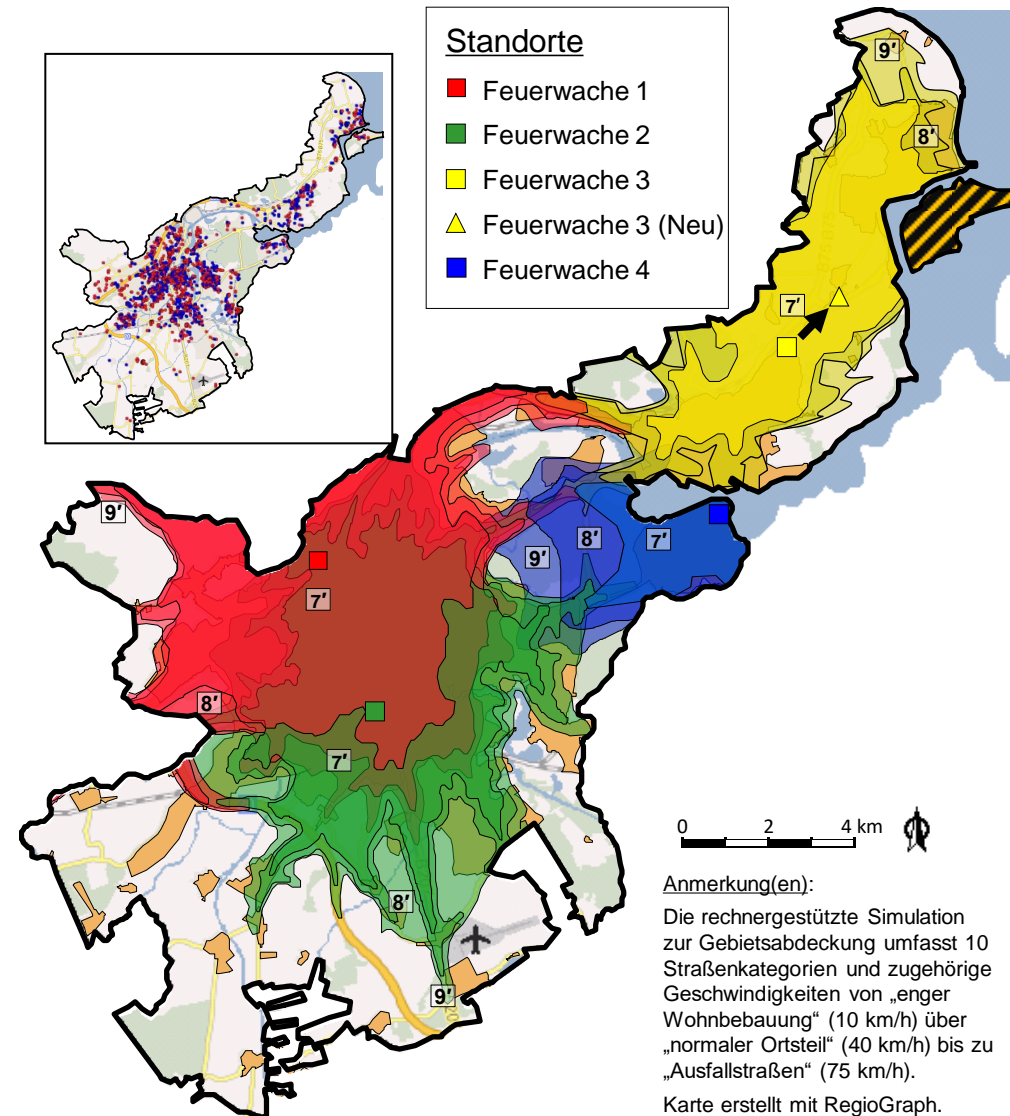 Standorte
Feuerwache 1
Feuerwache 2
Feuerwache 3
Feuerwache 3 (Neu)
Feuerwache 4
9′
8′
7′
9′
9′
8′
7′
7′
8′
7′
8′
9′
0 2 4 km
Anmerkung(en):
Die rechnergestützte Simulation
zur Gebietsabdeckung umfasst 10
Straßenkategorien und zugehörige
Geschwindigkeiten von „enger
Wohnbebauung“ (10 km/h) über
„normaler Ortsteil“ (40 km/h) bis zu
„Ausfallstraßen“ (75 km/h).
Karte erstellt mit RegioGraph.